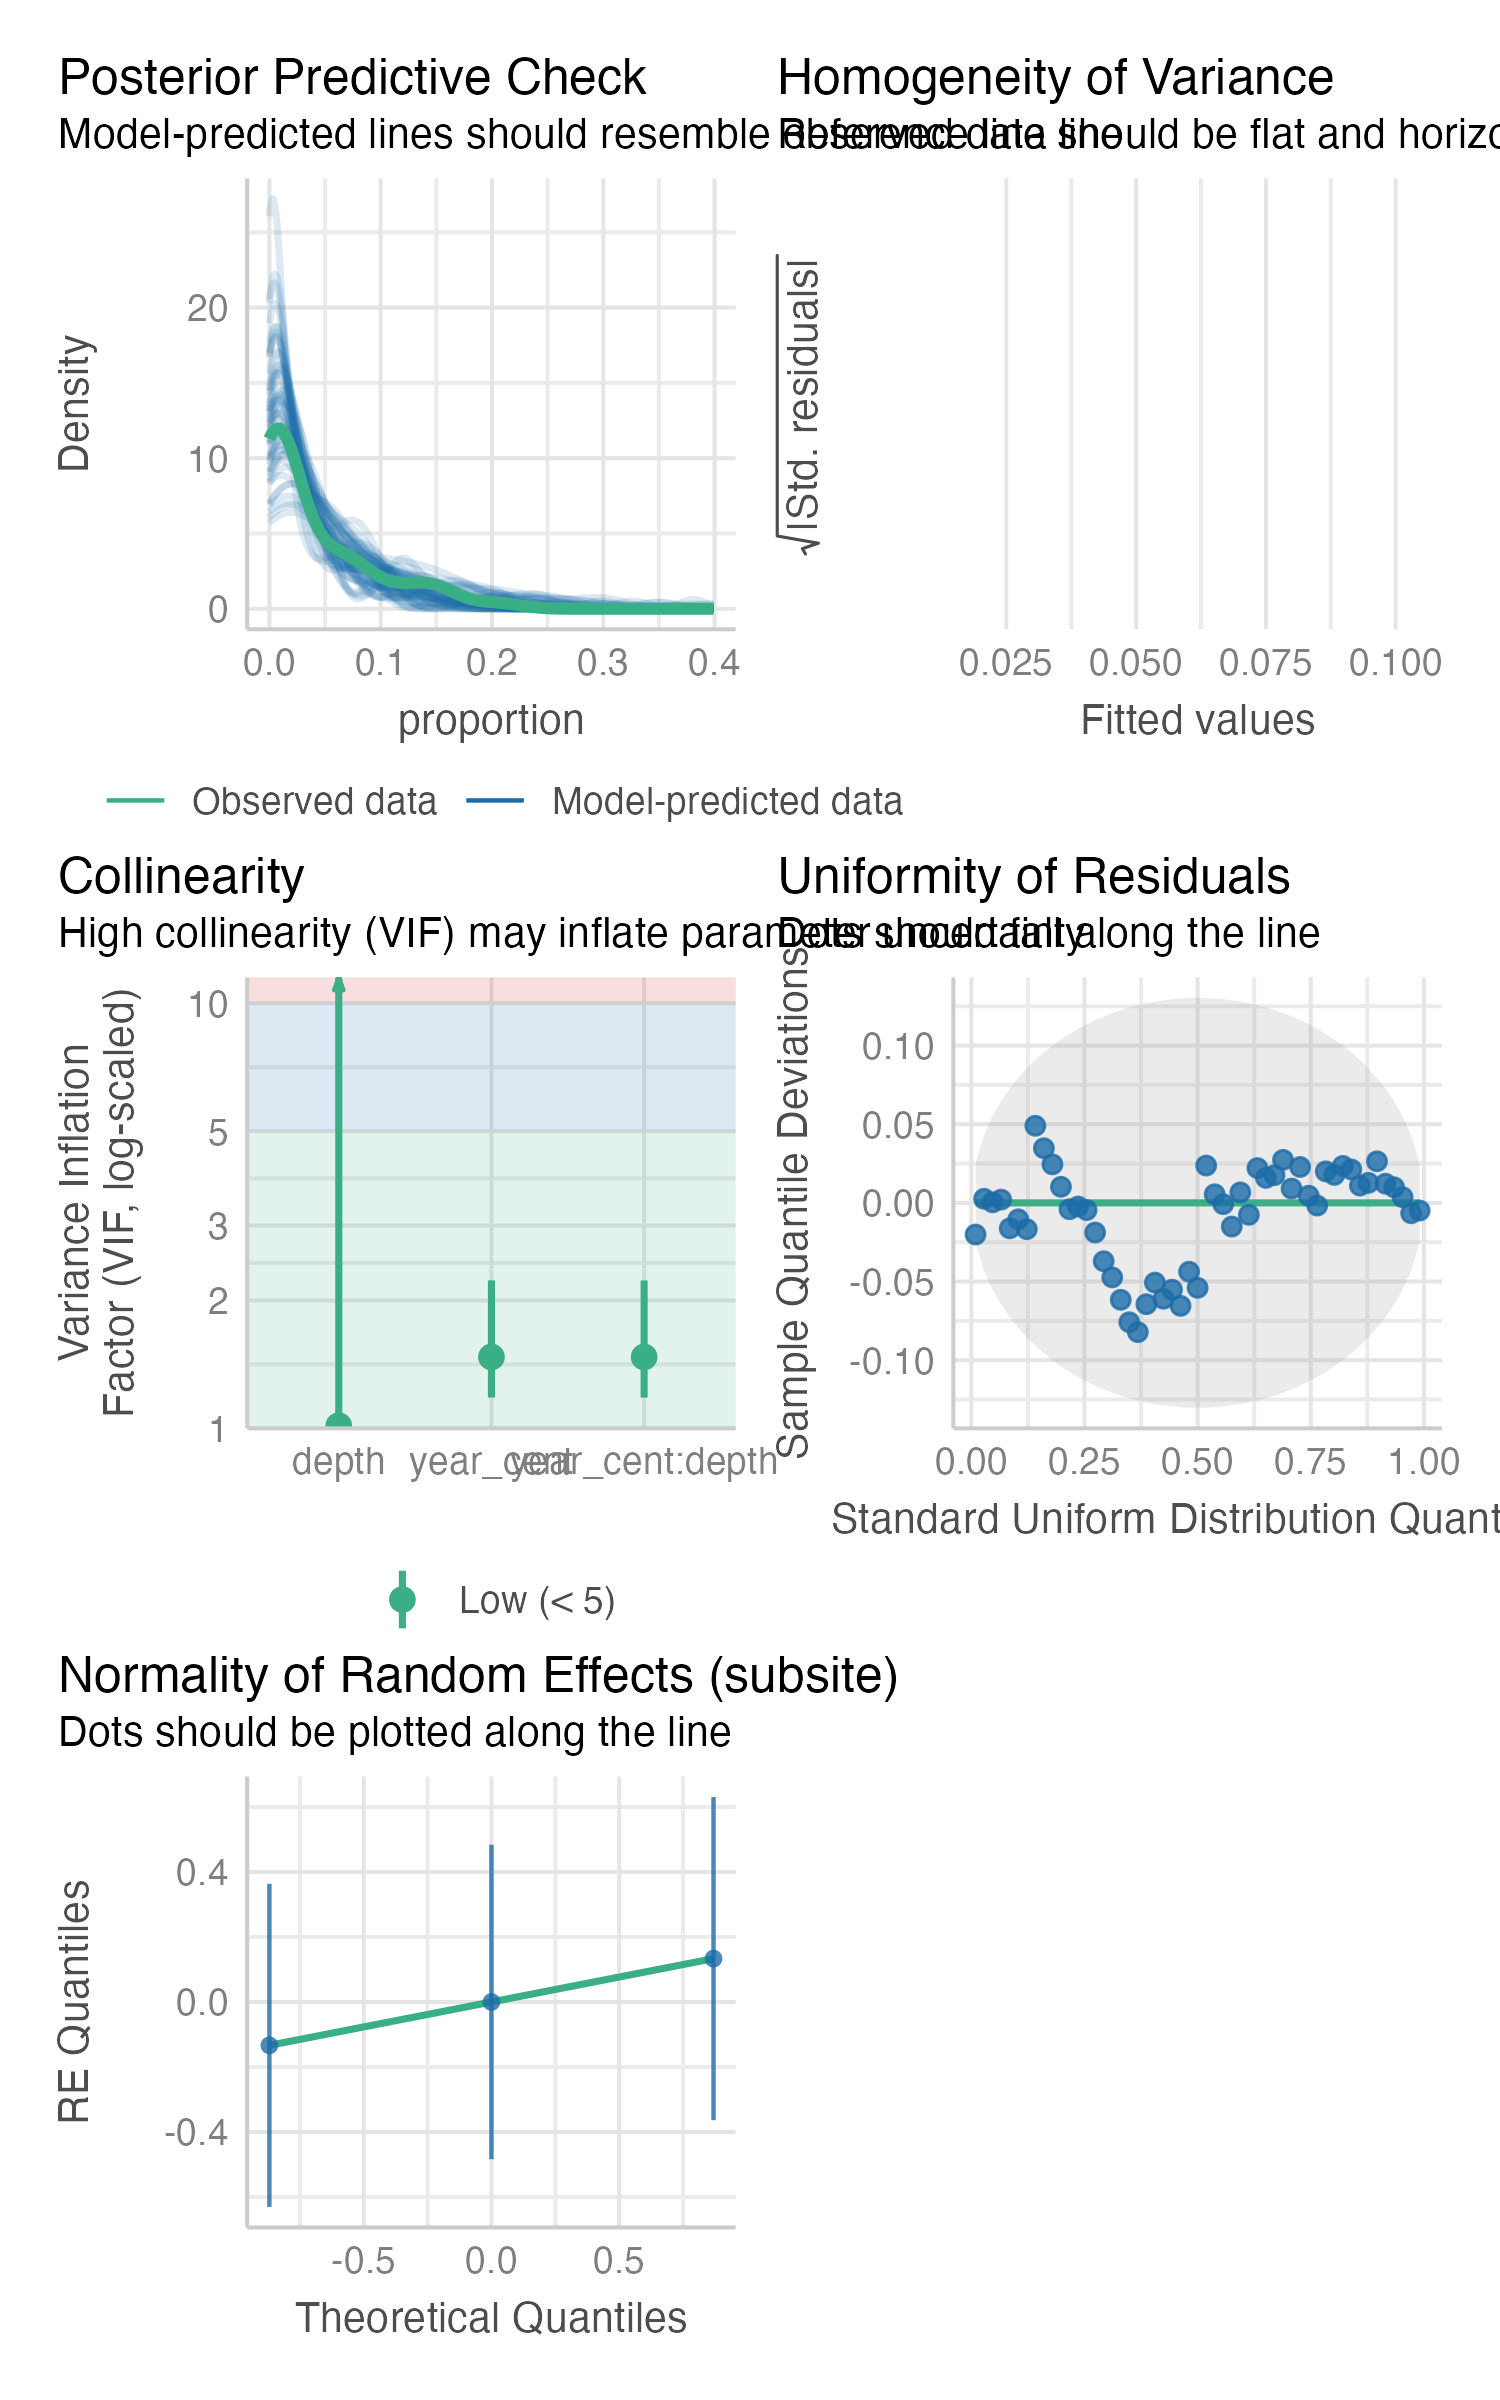 Posterior Predictive Check
Model-predicted lines should resemble observed data line
Density
20
10
0
0.0 0.1 0.2 0.3 0.4
proportion
Observed data Model-predicted data
Homogeneity of Variance
Reference line should be flat and horizo
√|Std. residuals|
0.025 0.050 0.075 0.100
Fitted values
Collinearity
High collinearity (VIF) may inflate parameter uncertainty
Variance Inflation
Factor (VIF, log-scaled)
10
5
3
2
1
depth year_cent year_cent:depth
Low (< 5)
Uniformity of Residuals
Dots should fall along the line
Sample Quantile Deviations
0.10
0.05
0.00
-0.05
-0.10
0.00 0.25 0.50 0.75 1.00
Standard Uniform Distribution Quant
Normality of Random Effects (subsite)
Dots should be plotted along the line
RE Quantiles
0.4
0.0
-0.4
-0.5 0.0 0.5
Theoretical Quantiles